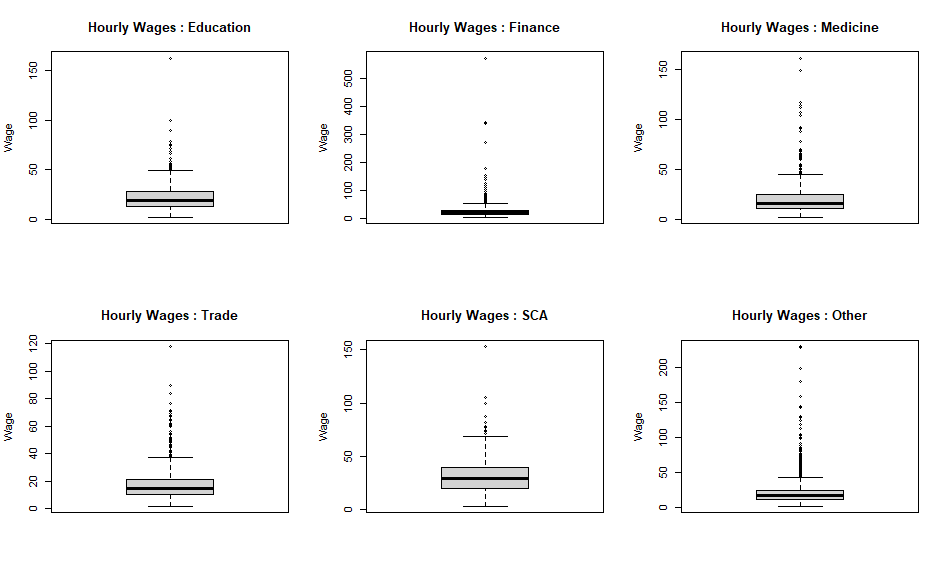 Hourly Wages : Education
Wage
0
50
100
150
Hourly Wages : Finance
Wage
0
100
200
300
400
500
Hourly Wages : Medicine
Wage
0
50
100
150
Hourly Wages : Trade
Wage
0
20
40
60
80
100
120
Hourly Wages : SCA
Wage
0
50
100
150
Hourly Wages : Other
Wage
0
50
100
150
200